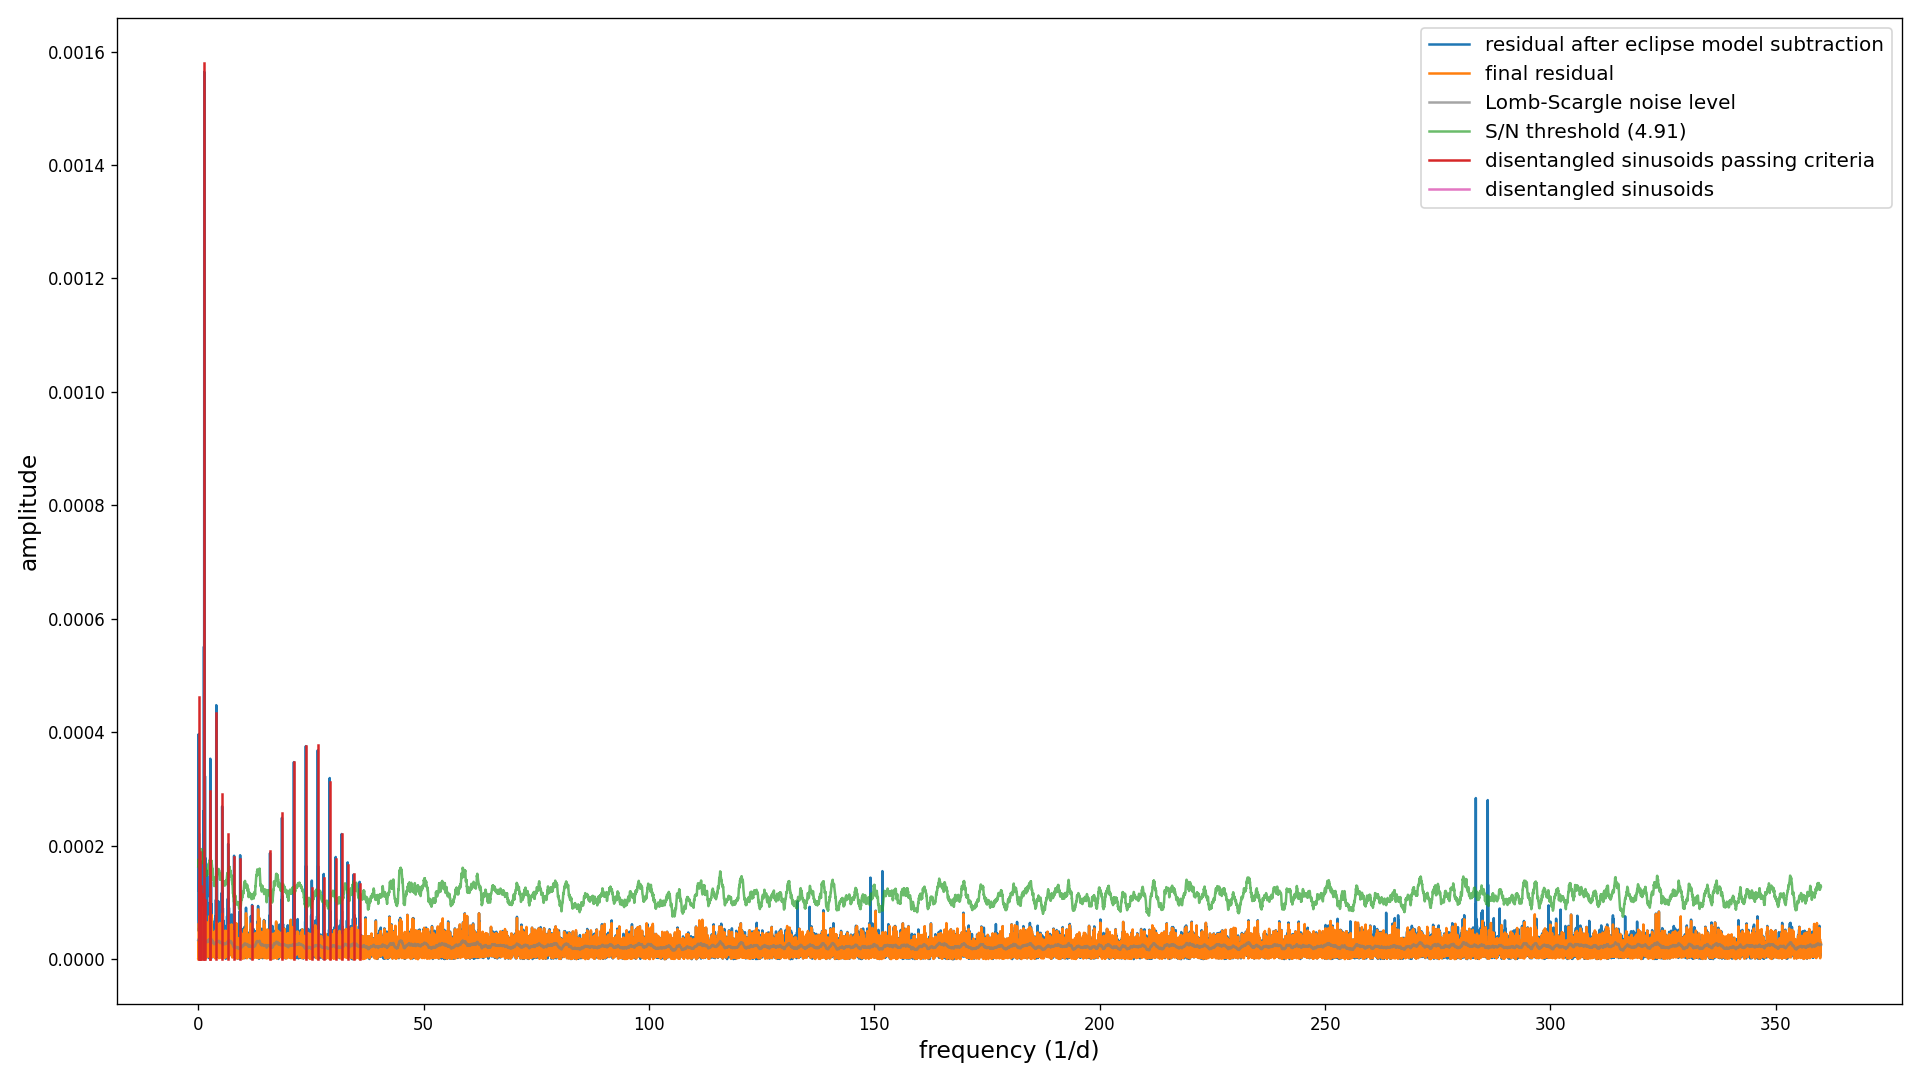 residual after eclipse model subtraction
final residual
Lomb-Scargle noise level
S/N threshold (4.91)
disentangled sinusoids passing criteria
disentangled sinusoids
0.0016
0.0014
0.0012
0.0010
0.0008
0.0006
0.0004
0.0002
0.0000
amplitude
0 50 100 150 200 250 300 350
frequency (1/d)